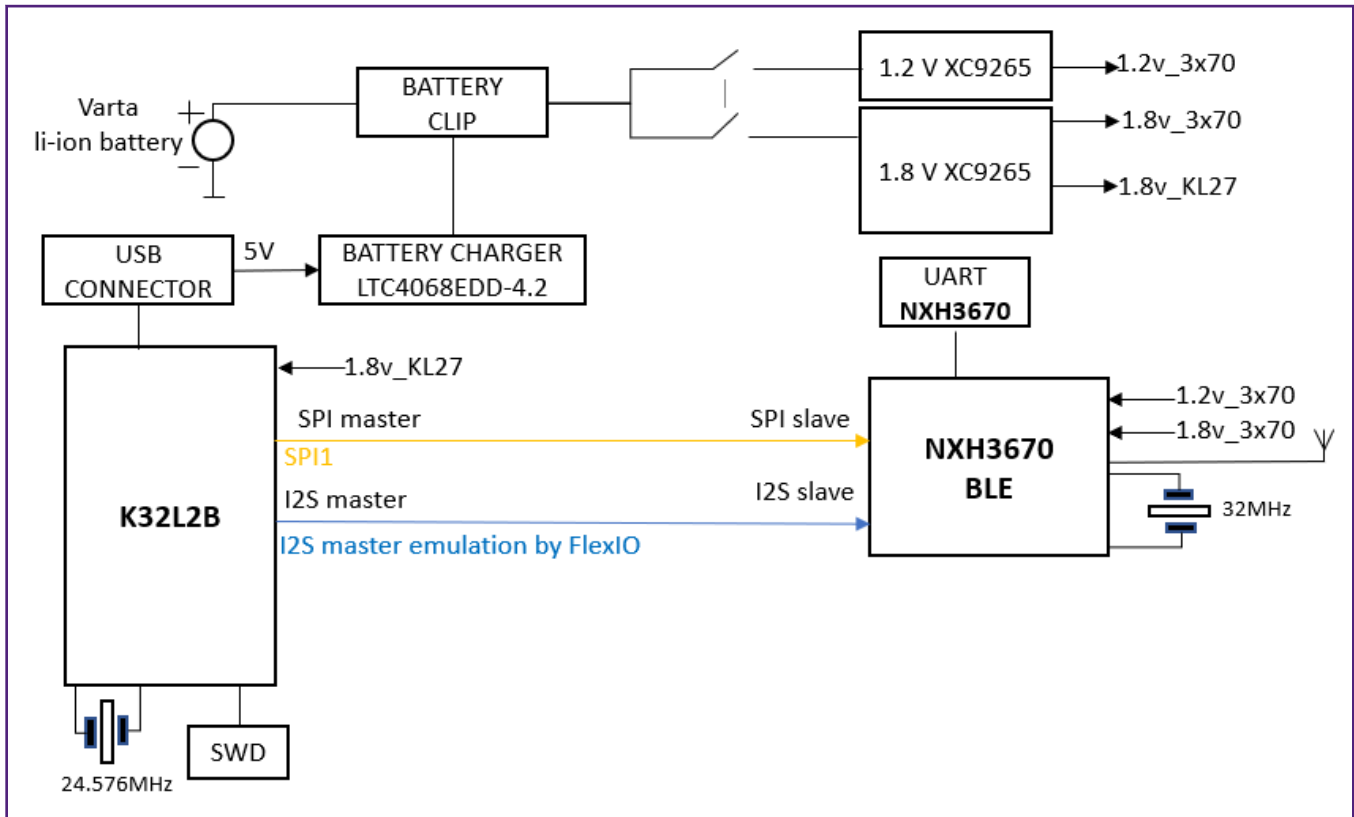 Varta
li-ion battery
+
−
BATTERY
CLIP
1.2 V XC9265
1.2v_3x70
1.8 V XC9265
1.8v_3x70
1.8v_KL27
USB
CONNECTOR
5V
BATTERY CHARGER
LTC4068EDD-4.2
UART
NXH3670
K32L2B
1.8v_KL27
SPI master
SPI slave
SPI1
I2S master
I2S slave
I2S master emulation by FlexIO
NXH3670
BLE
1.2v_3x70
1.8v_3x70
32MHz
24.576MHz
SWD